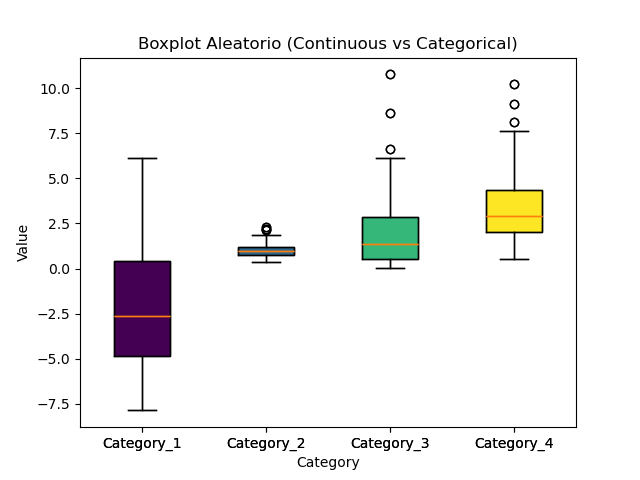 Boxplot Aleatorio (Continuous vs Categorical)
10.0
7.5
5.0
2.5
0.0
−2.5
−5.0
−7.5
Value
Category_1 Category_2 Category_3 Category_4
Category